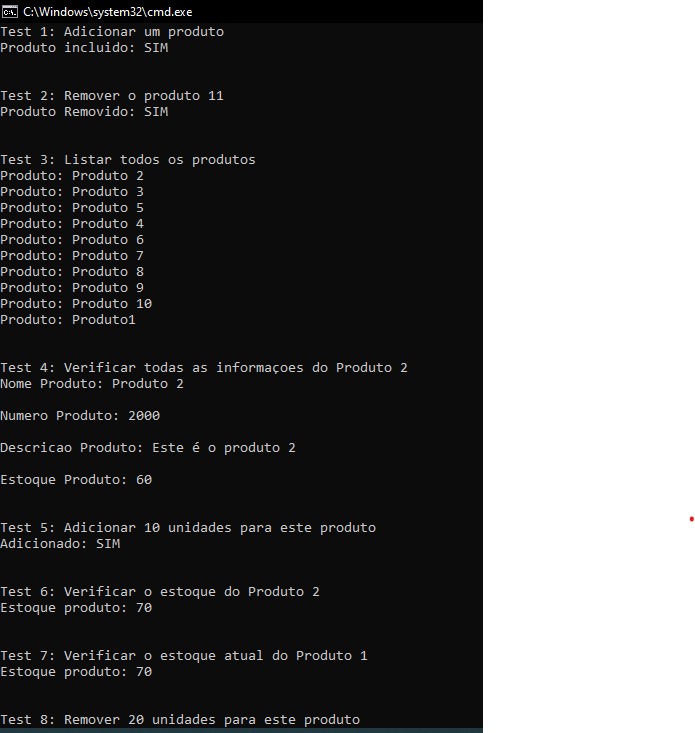 C:\Windows\system32\cmd.exe
Test 1: Adicionar um produto
Produto incluido: SIM
Test 2: Remover o produto 11
Produto Removido: SIM
Test 3: Listar todos os produtos
Produto: Produto 2
Produto: Produto 3
Produto: Produto 5
Produto: Produto 4
Produto: Produto 6
Produto: Produto 7
Produto: Produto 8
Produto: Produto 9
Produto: Produto 10
Produto: Produto1
Test 4: Verificar todas as informaçoes do Produto 2
Nome Produto: Produto 2
Numero Produto: 2000
Descricao Produto: Este é o produto 2
Estoque Produto: 60
Test 5: Adicionar 10 unidades para este produto
Adicionado: SIM
Test 6: Verificar o estoque do Produto 2
Estoque produto: 70
Test 7: Verificar o estoque atual do Produto 1
Estoque produto: 70
Test 8: Remover 20 unidades para este produto